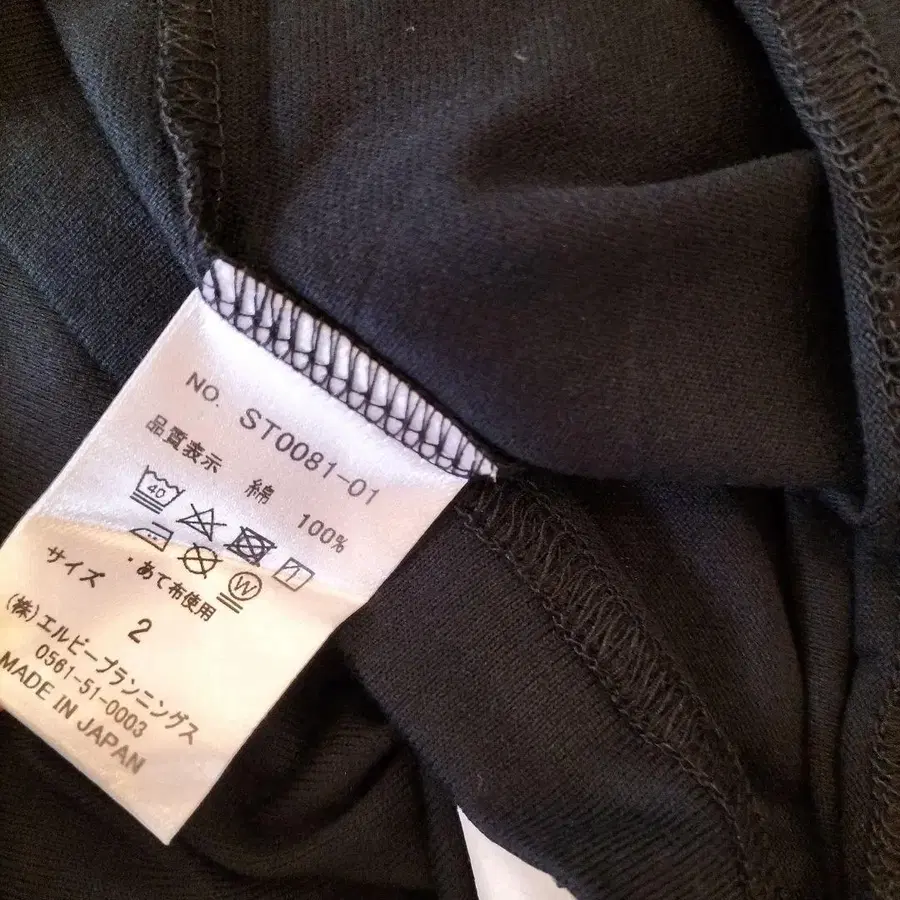 NO. ST0081-01
品質表示
綿 100%
40
W
・あて布使用
サイズ 2
(株)エルビープランニングス
0561-51-0003
MADE IN JAPAN